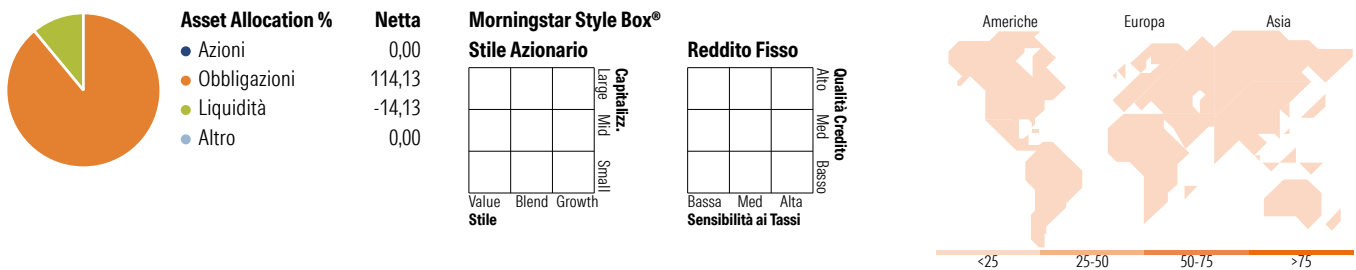 Asset Allocation % Netta
Azioni 0,00
Obbligazioni 114,13
Liquidità -14,13
Altro 0,00
Morningstar Style Box®
Stile Azionario
Large Mid Small
Capitalizz.
Value Blend Growth
Stile
Reddito Fisso
Alto Med Basso
Qualità Credito
Bassa Med Alta
Sensibilità ai Tassi
Americhe Europa Asia
<25 25-50 50-75 >75